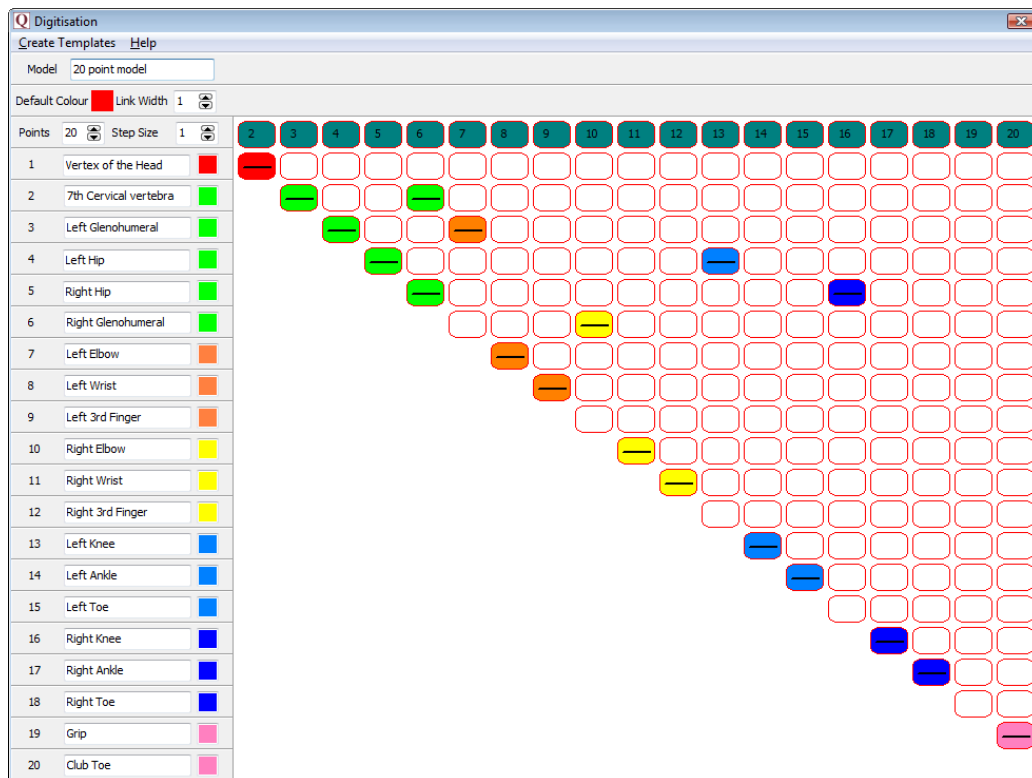 Q Digitisation
Create Templates Help
Model 20 point model
Default Colour Link Width 1
Points 20 Step Size 1 2 3 4 5 6 7 8 9 10 11 12 13 14 15 16 17 18 19 20
1 Vertex of the Head
2 7th Cervical vertebra
3 Left Glenohumeral
4 Left Hip
5 Right Hip
6 Right Glenohumeral
7 Left Elbow
8 Left Wrist
9 Left 3rd Finger
10 Right Elbow
11 Right Wrist
12 Right 3rd Finger
13 Left Knee
14 Left Ankle
15 Left Toe
16 Right Knee
17 Right Ankle
18 Right Toe
19 Grip
20 Club Toe